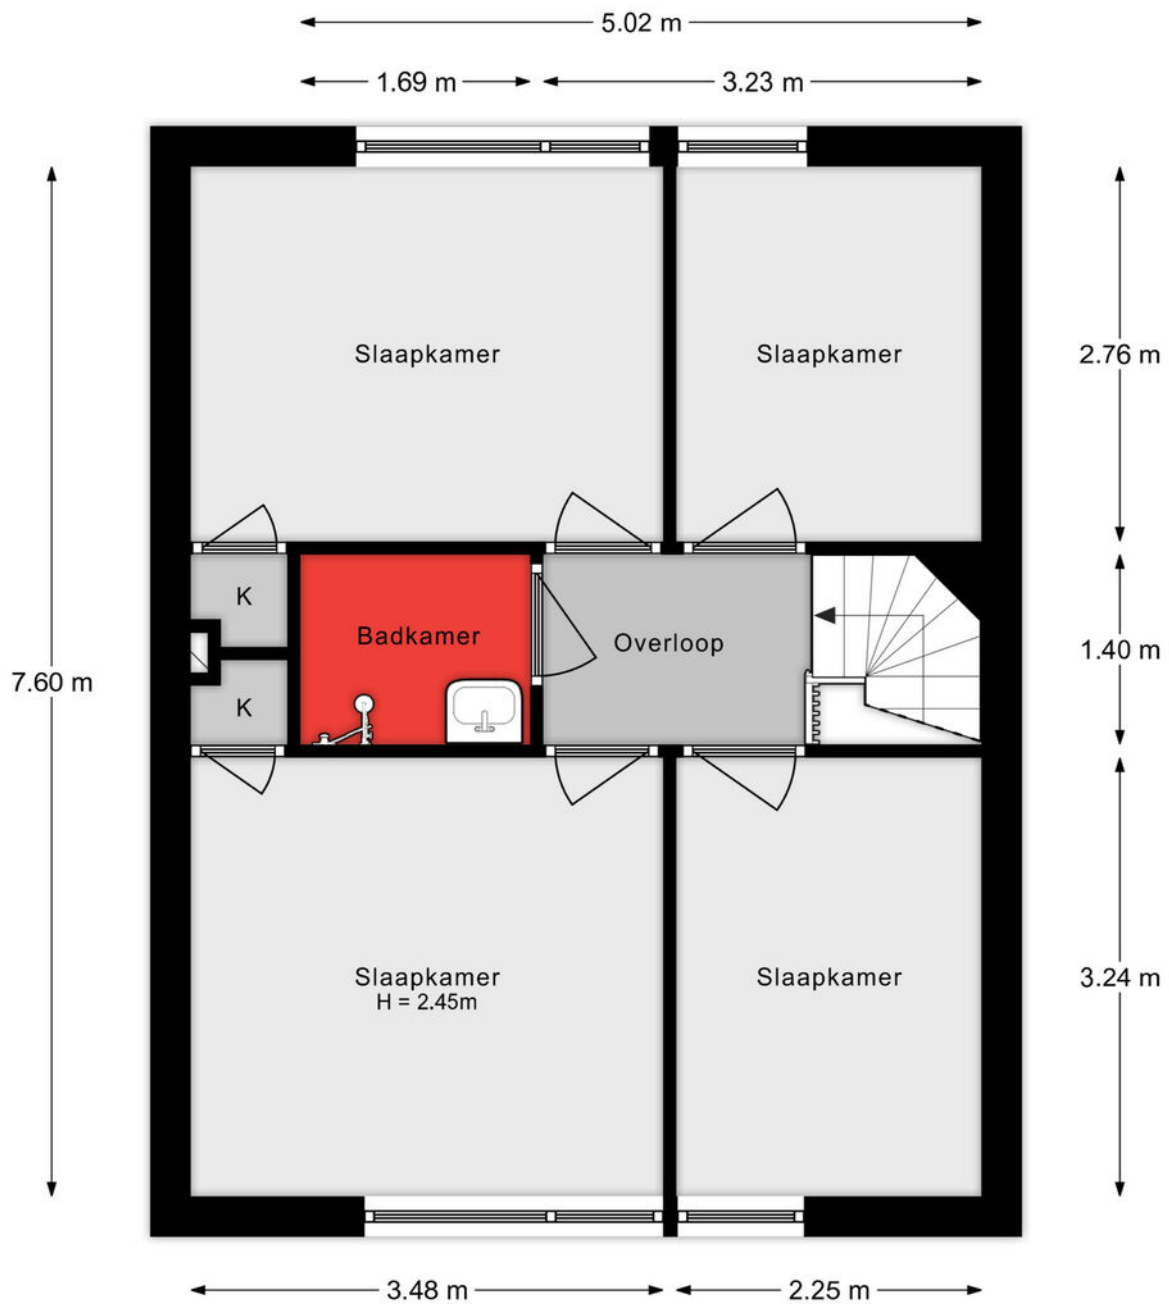 5.02 m
1.69 m
3.23 m
Slaapkamer
Slaapkamer
2.76 m
K
Badkamer
Overloop
1.40 m
7.60 m
K
Slaapkamer
H = 2.45m
Slaapkamer
3.24 m
3.48 m
2.25 m